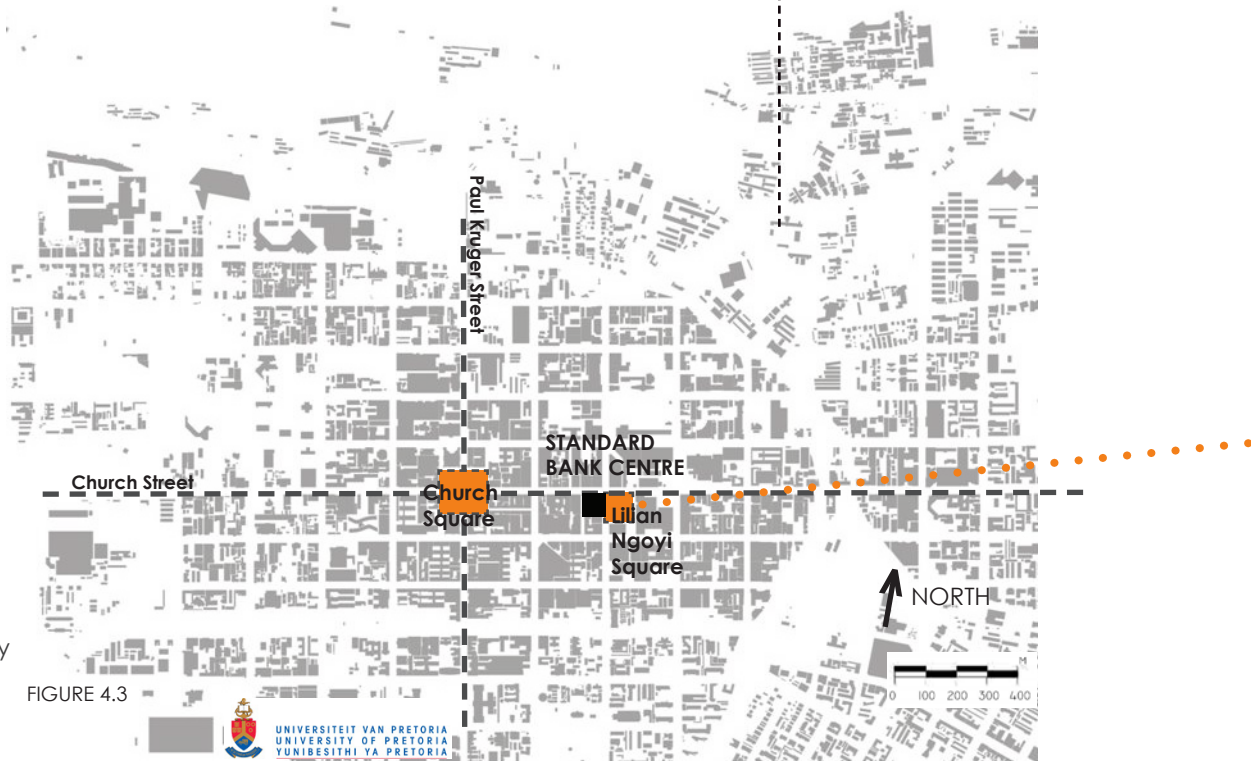 Paul Kruger Street
STANDARD
BANK CENTRE
Church Street
Church
Square
Lilian
Ngoyi
Square
NORTH
M
0 100 200 300 400
y
FIGURE 4.3
UNIVERSITEIT VAN PRETORIA
UNIVERSITY OF PRETORIA
YUNIBESITHI YA PRETORIA